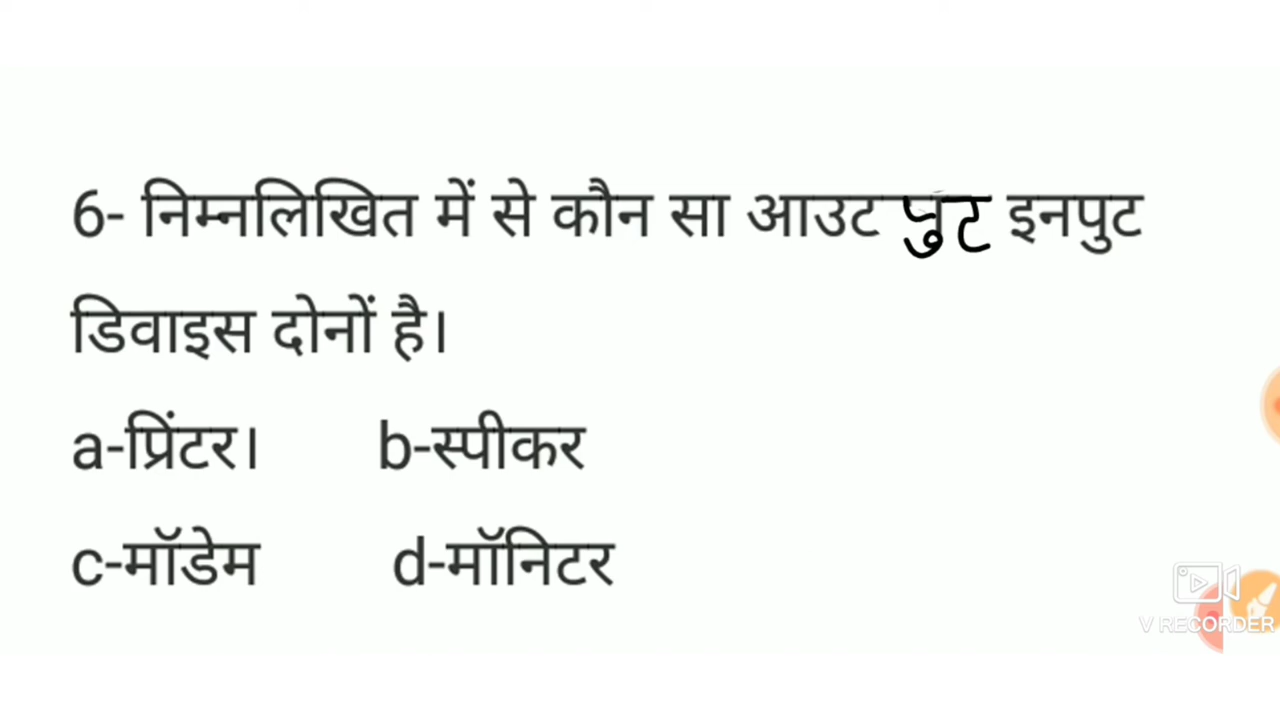 6- निम्नलिखित में से कौन सा आउट पुट इनपुट
डिवाइस दोनों है।
a-प्रिंटर। b-स्पीकर
c-मॉडेम d-मॉनिटर
V RECORDER